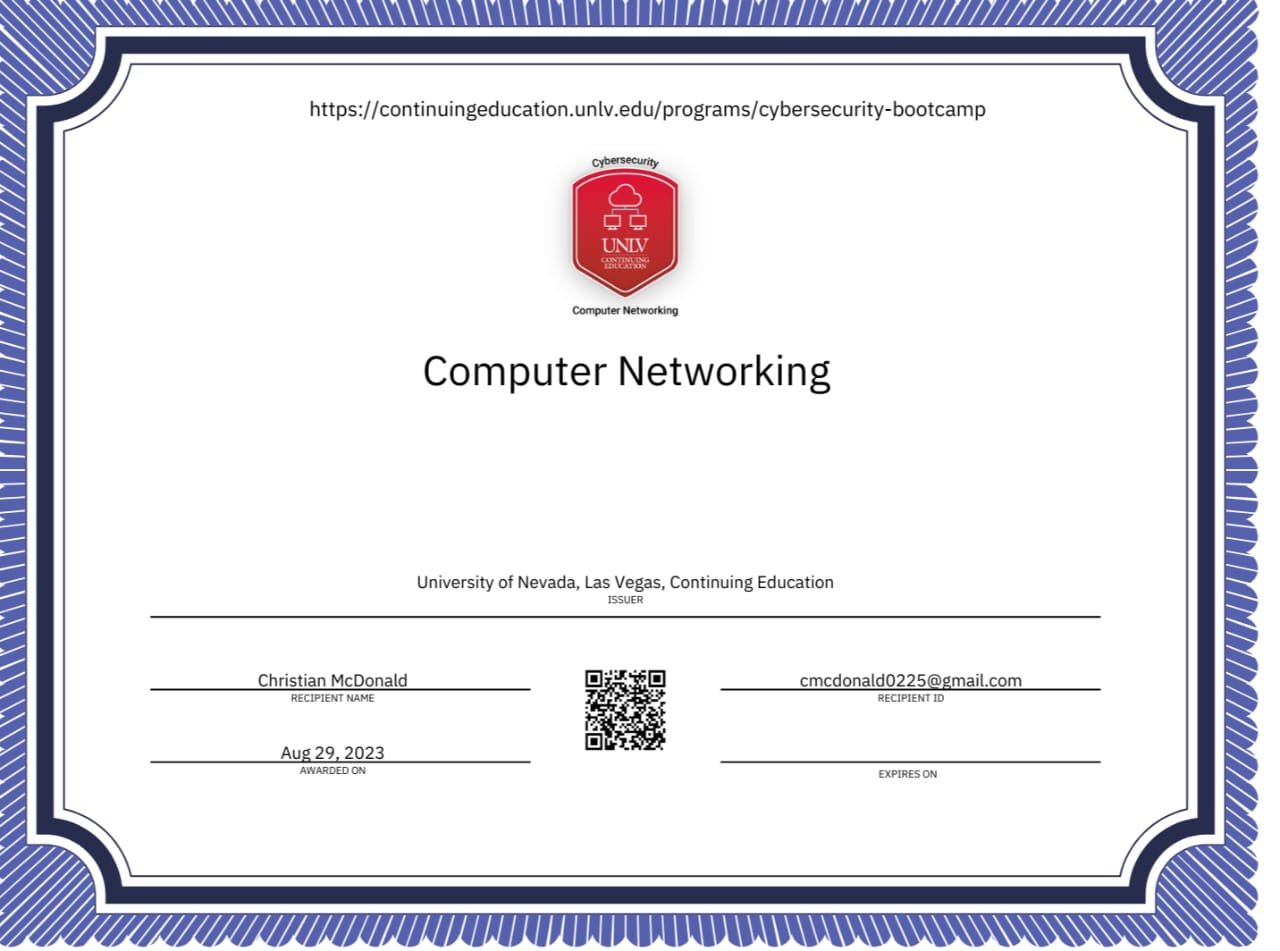 https://continuingeducation.unlv.edu/programs/cybersecurity-bootcamp
Cybersecurity
UNLV
CONTINUING
EDUCATION
Computer Networking
Computer Networking
University of Nevada, Las Vegas, Continuing Education
ISSUER
Christian McDonald
RECIPIENT NAME
cmcdonald0225@gmail.com
RECIPIENT ID
Aug 29, 2023
AWARDED ON
EXPIRES ON